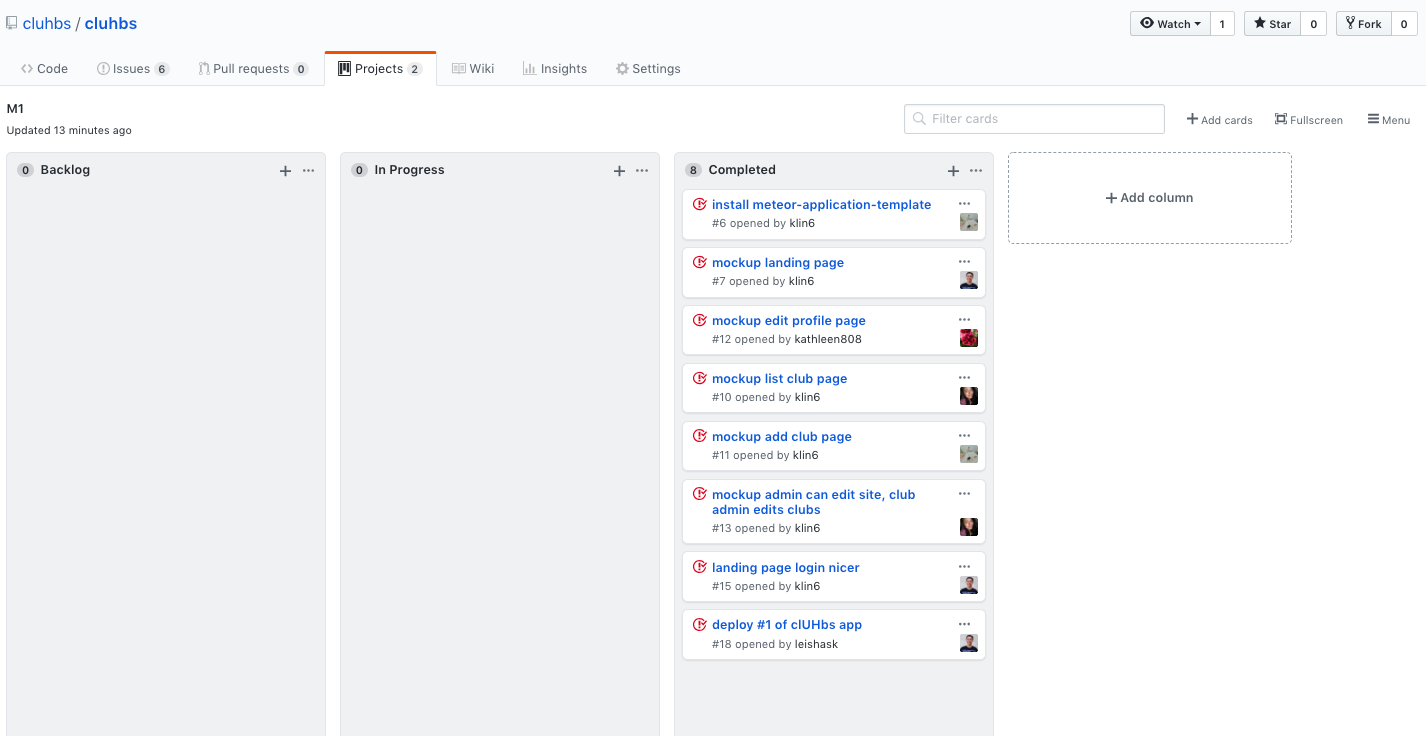 cluhbs / cluhbs
Watch 1 Star 0 Fork 0
Code Issues 6 Pull requests 0 Projects 2 Wiki Insights Settings
M1
Updated 13 minutes ago
Filter cards
Add cards Fullscreen Menu
0 Backlog
0 In Progress
8 Completed
install meteor-application-template
#6 opened by klin6
mockup landing page
#7 opened by klin6
mockup edit profile page
#12 opened by kathleen808
mockup list club page
#10 opened by klin6
mockup add club page
#11 opened by klin6
mockup admin can edit site, club
admin edits clubs
#13 opened by klin6
landing page login nicer
#15 opened by klin6
deploy #1 of clUHbs app
#18 opened by leishask
Add column